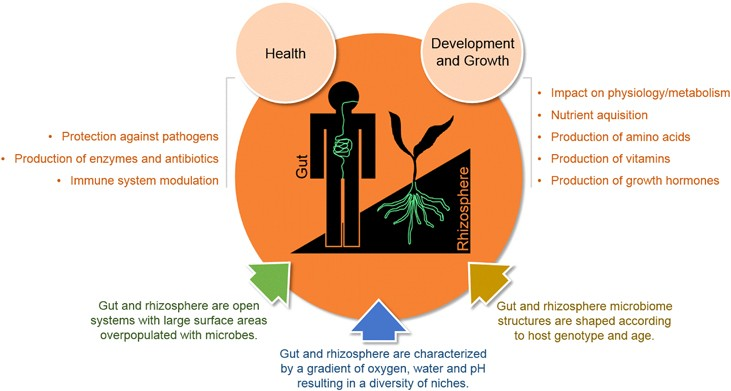 Health
Development
and Growth
• Protection against pathogens
• Production of enzymes and antibiotics
• Immune system modulation
• Impact on physiology/metabolism
• Nutrient aquisition
• Production of amino acids
• Production of vitamins
• Production of growth hormones
Gut
Rhizosphere
Gut and rhizosphere are open
systems with large surface areas
overpopulated with microbes.
Gut and rhizosphere are characterized
by a gradient of oxygen, water and pH
resulting in a diversity of niches.
Gut and rhizosphere microbiome
structures are shaped according
to host genotype and age.